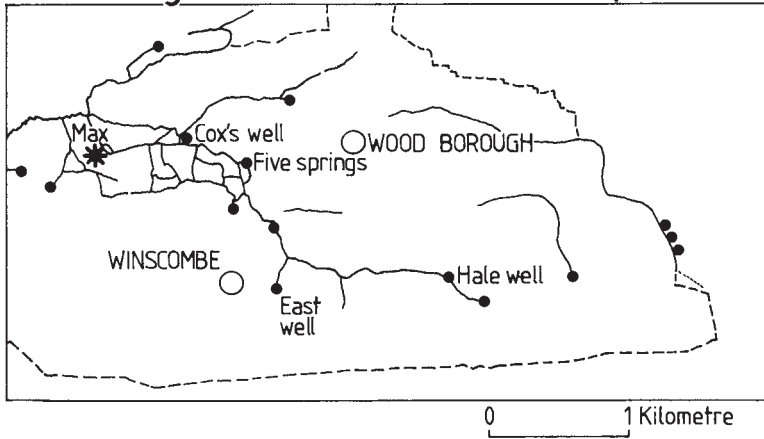 Max
Cox's well
WOOD BOROUGH
Five springs
WINSCOMBE
Hale well
East
well
0 1 Kilometre